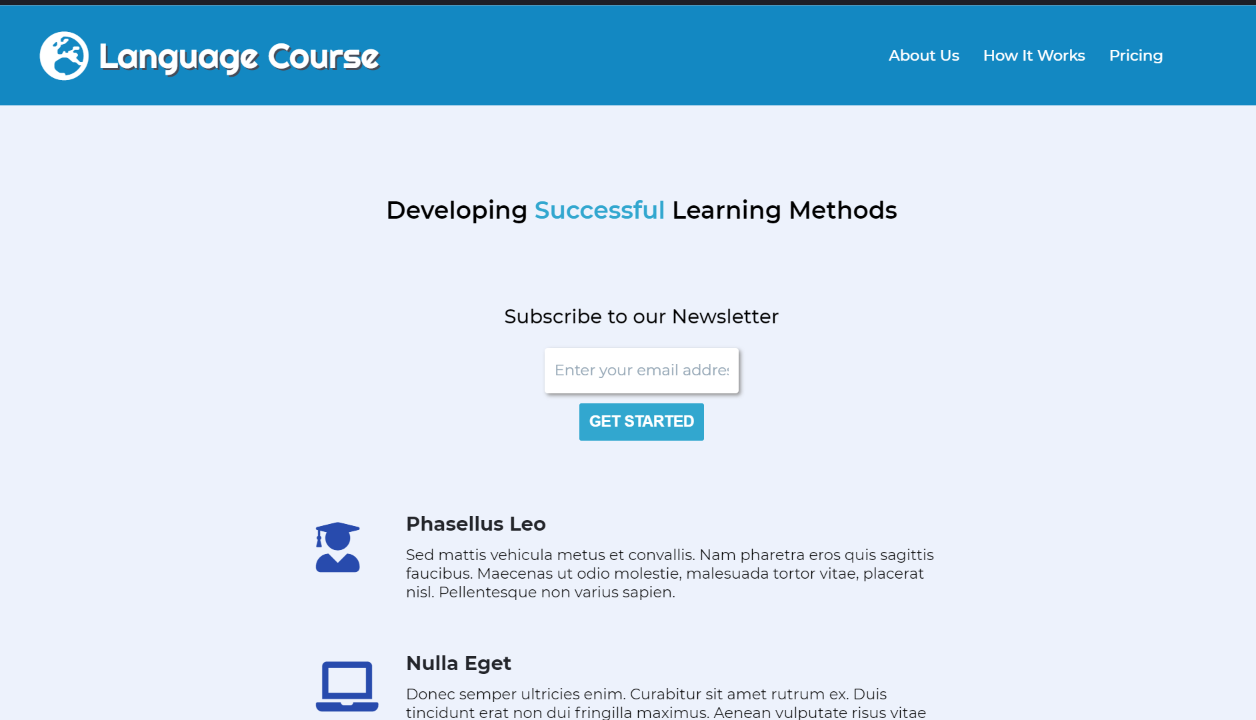 Language Course
About Us How It Works Pricing
Developing Successful Learning Methods
Subscribe to our Newsletter
Enter your email addres
GET STARTED
Phasellus Leo
Sed mattis vehicula metus et convallis. Nam pharetra eros quis sagittis
faucibus. Maecenas ut odio molestie, malesuada tortor vitae, placerat
nisl. Pellentesque non varius sapien.
Nulla Eget
Donec semper ultricies enim. Curabitur sit amet rutrum ex. Duis
tincidunt erat non dui fringilla maximus. Aenean vulputate risus vitae